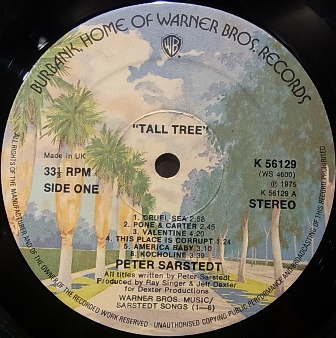 BURBANK, HOME OF WARNER BROS. RECORDS
WB
"TALL TREE"
Made in UK
33⅓ RPM
SIDE ONE
K 56129
(WS 4600)
℗ 1975
K 56129 A
STEREO
1. CRUEL SEA 2.58
2. PONE & CARTER 2.45
3. VALENTINE 4.20
4. THIS PLACE IS CORRUPT 1.24
5. AMERICA BABY 3.10
6. KOCHOLINE 3.39
PETER SARSTEDT
All titles written by Peter Sarstedt
Produced by Ray Singer & Jeff Dexter
for Dexter Productions
WARNER BROS. MUSIC/
SARSTEDT SONGS (1—6)
ALL RIGHTS OF THE MANUFACTURER AND OF THE OWNER OF THE RECORDED WORK RESERVED - UNAUTHORISED COPYING PUBLIC PERFORMANCE AND BROADCASTING OF THIS RECORD PROHIBITED